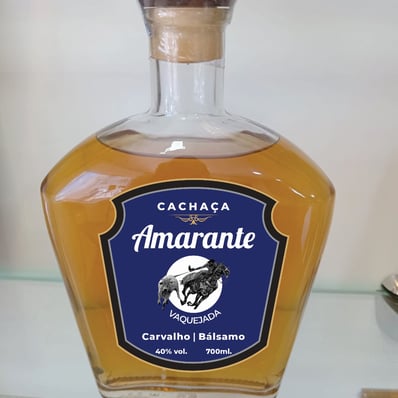 CACHAÇA
Amarante
VAQUEJADA
Carvalho | Bálsamo
40% vol. 700ml.